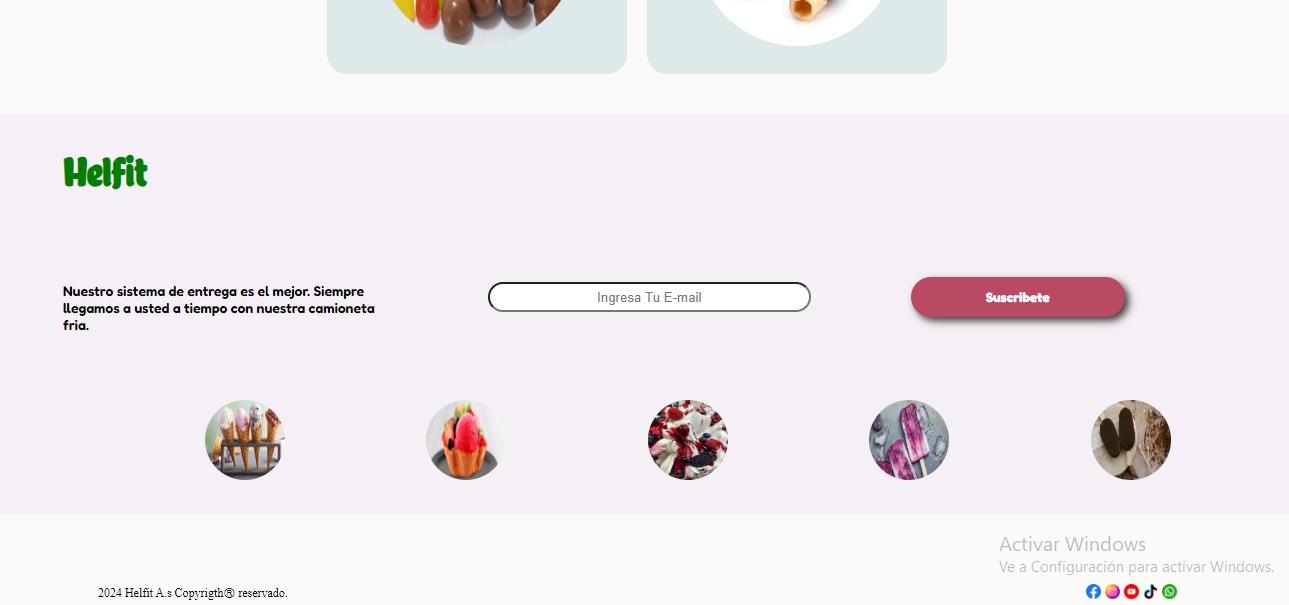 Helfit
Nuestro sistema de entrega es el mejor. Siempre
llegamos a usted a tiempo con nuestra camioneta
fria.
Ingresa Tu E-mail
Suscribete
Activar Windows
Ve a Configuración para activar Windows.
2024 Helfit A.s Copyrigth® reservado.